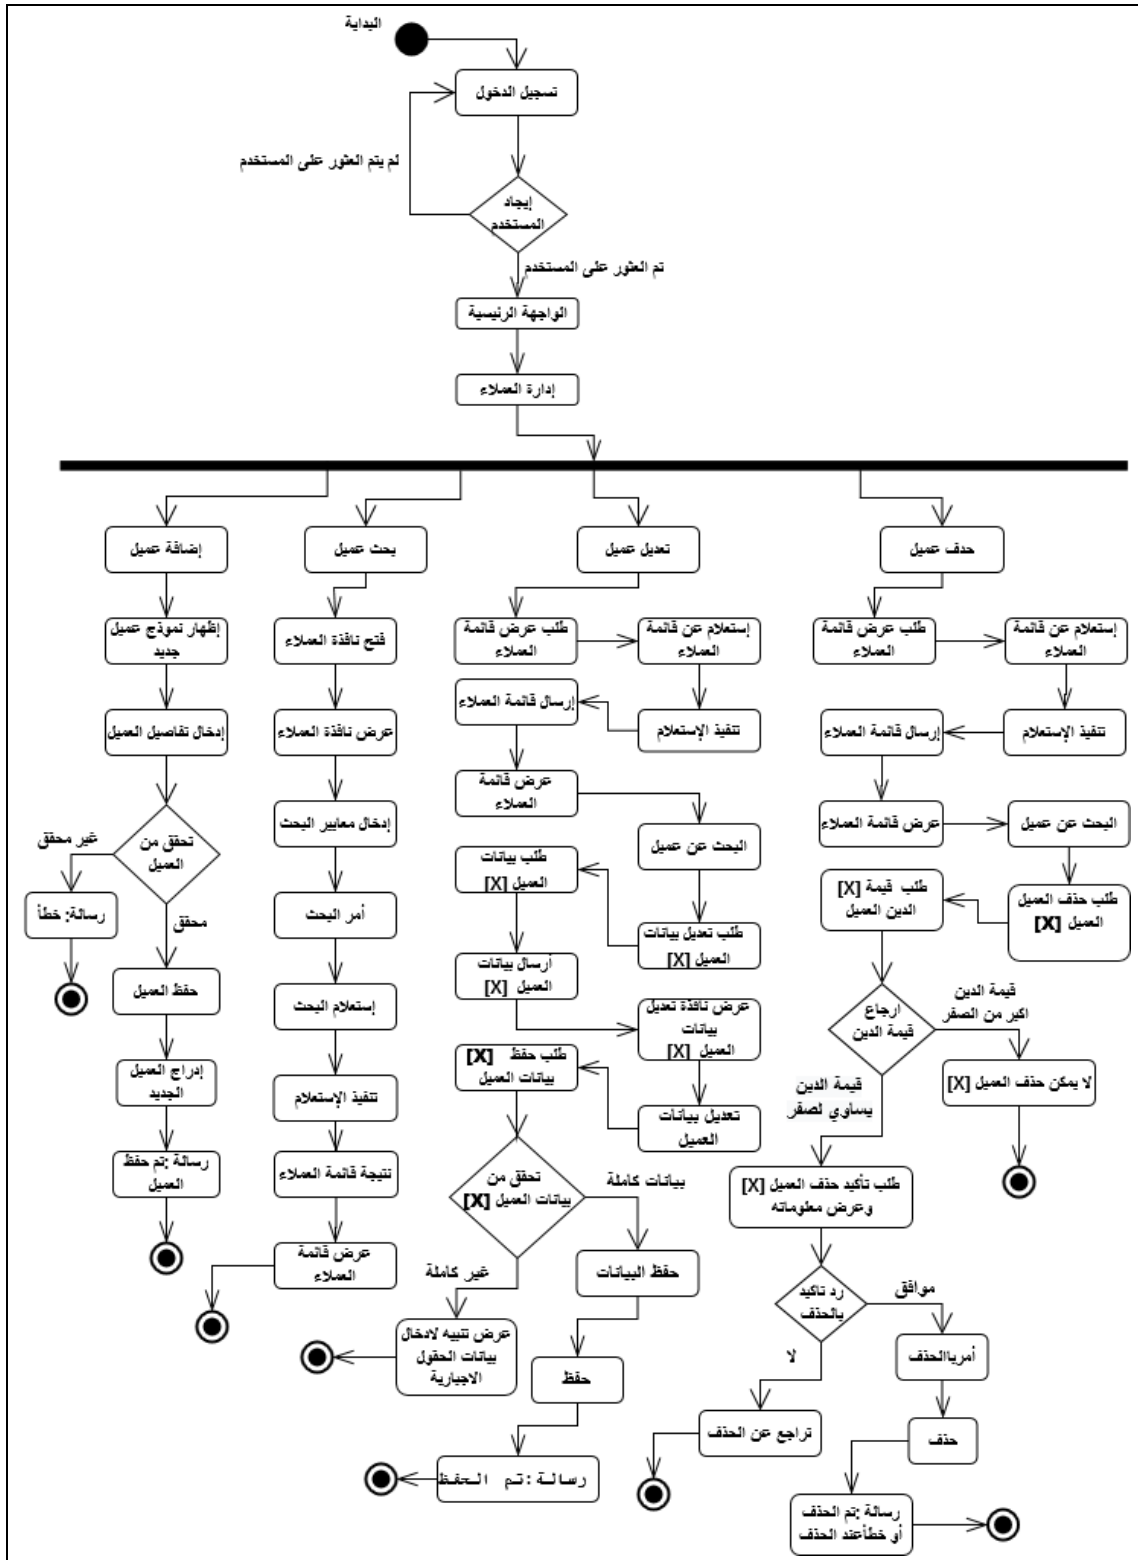 البداية
تسجيل الدخول
لم يتم العثور على المستخدم
إيجاد
المستخدم
تم العثور على المستخدم
الواجهة الرئيسية
إدارة العملاء
إضافة عميل
بحث عميل
تعديل عميل
حذف عميل
إظهار نموذج عميل
جديد
فتح نافذة العملاء
طلب عرض قائمة
العملاء
إستعلام عن قائمة
العملاء
طلب عرض قائمة
العملاء
إستعلام عن قائمة
العملاء
إدخال تفاصيل العميل
عرض نافذة العملاء
إرسال قائمة العملاء
تنفيذ الإستعلام
إرسال قائمة العملاء
تنفيذ الإستعلام
عرض قائمة
العملاء
إدخال معايير البحث
عرض قائمة العملاء
البحث عن عميل
غير محقق
تحقق من
العميل
البحث عن عميل
طلب بيانات
العميل [X]
طلب قيمة [X]
الدين العميل
طلب حذف العميل
العميل [X]
رسالة: خطأ
محقق
أمر البحث
طلب تعديل بيانات
العميل [X]
أرسال بيانات
العميل [X]
حفظ العميل
إستعلام البحث
عرض نافذة تعديل
بيانات
العميل [X]
ارجاع
قيمة الدين
قيمة الدين
اكبر من الصقر
طلب حفظ [X]
بيانات العميل
إدراج العميل
الجديد
تنفيذ الإستعلام
تعديل بيانات
العميل
قيمة الدين
يساوي لصقر
لا يمكن حذف العميل [X]
رسالة :تم حفظ
العميل
نتيجة قائمة العملاء
تحقق من
بيانات العميل [X]
بيانات كاملة
طلب تأكيد حذف العميل [X]
وعرض معلوماته
عرض قائمة
العملاء
غير كاملة
حفظ البيانات
رد تاكيد
بالحذف
موافق
عرض تنبيه لادخال
بيانات الحقول
الاجبارية
حفظ
لا
أمرباالحذف
تراجع عن الحذف
حذف
رسالة :تم الحفظ
رسالة :تم الحذف
أو خطأعند الحذف